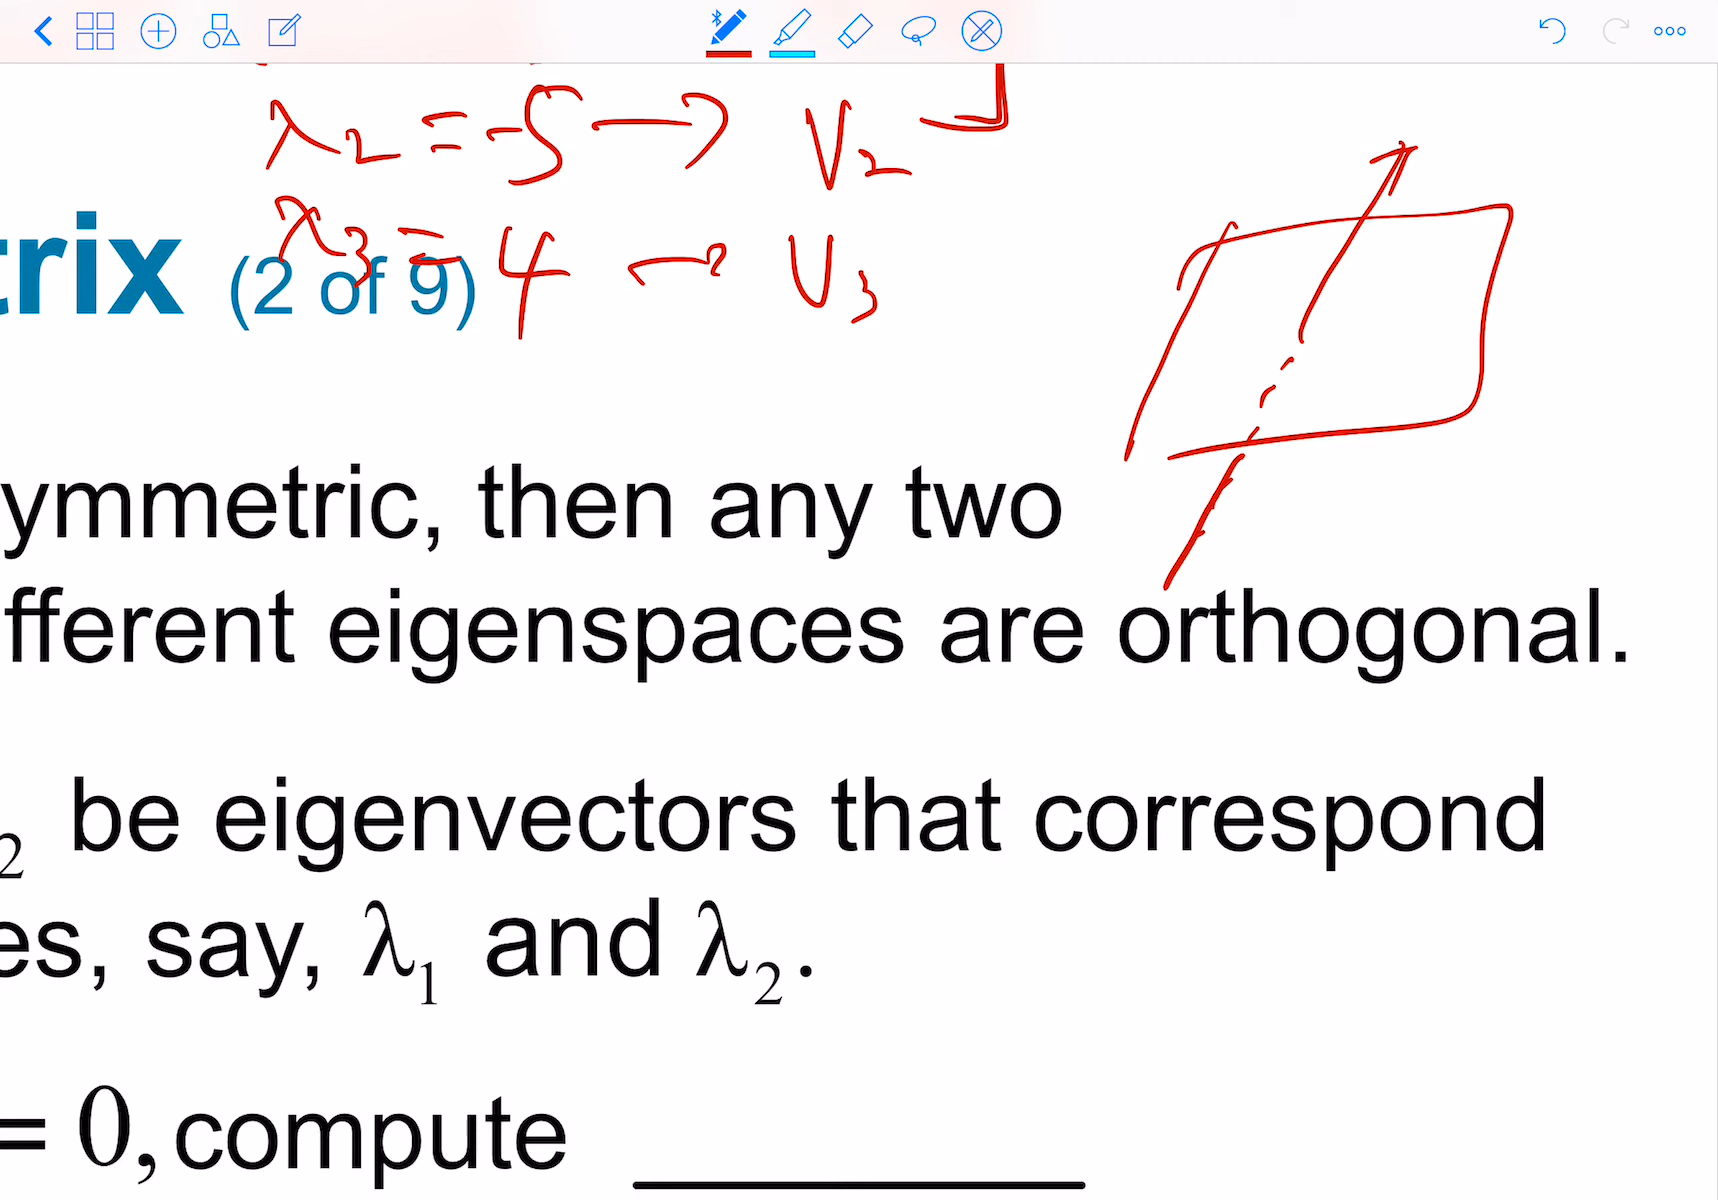 λ₂ = -5 → V₂
λ₃ = 4 → V₃
trix (2 of 9)
ymmetric, then any two
fferent eigenspaces are orthogonal.
₂ be eigenvectors that correspond
es, say, λ₁ and λ₂.
= 0, compute